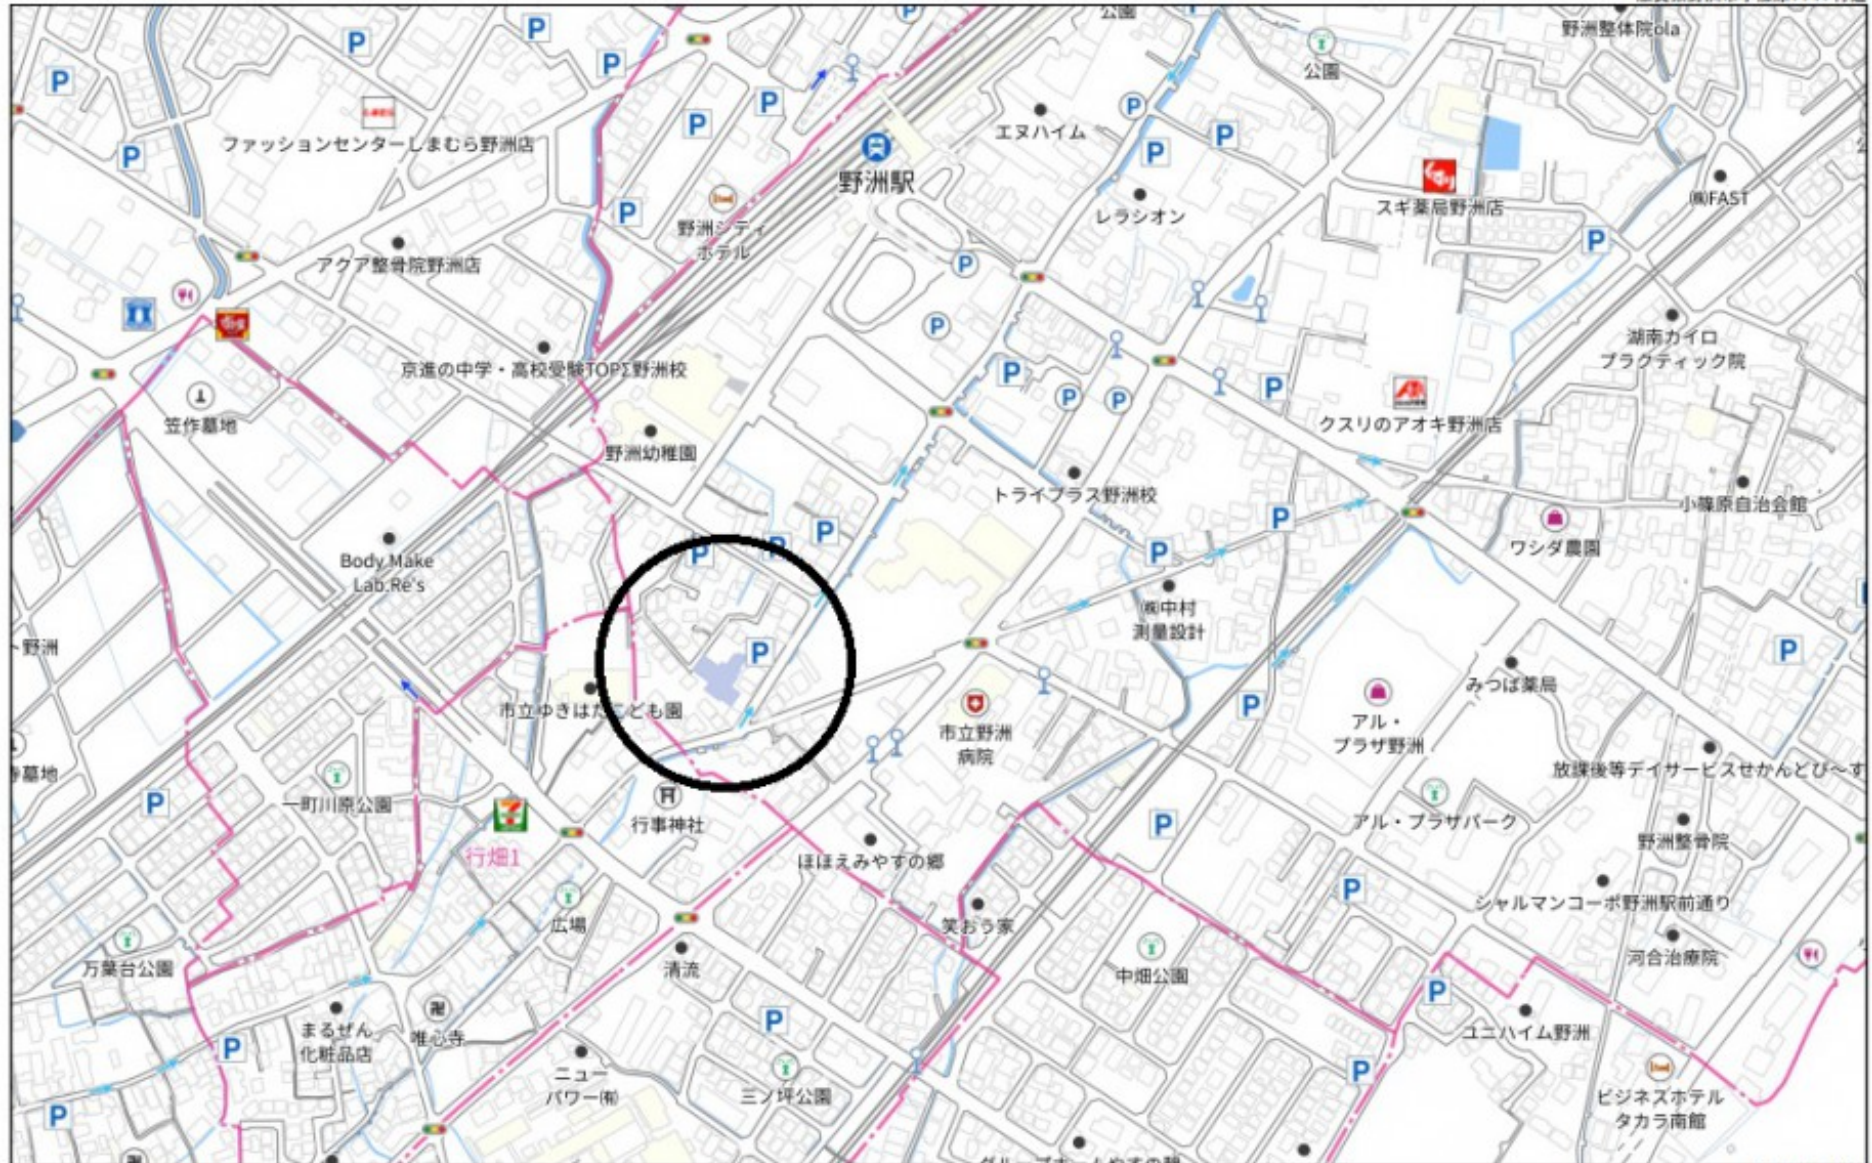 公園
野洲整体院ola
公園
P
P
P
P
P
P
P
P
P
P
エヌハイム
ファッションセンターしまむら野洲店
野洲駅
スギ薬局野洲店
㈱FAST
レラシオン
野洲シティ
ホテル
アクア整骨院野洲店
P
P
P
湖南カイロ
プラクティック院
京進の中学・高校受験TOPΣ野洲校
P
P
P
P
笠作墓地
クスリのアオキ野洲店
野洲幼稚園
トライプラス野洲校
小篠原自治会館
P
P
P
P
P
ワシダ農園
Body Make
Lab.Re's
㈱中村
測量設計
野洲
P
P
みつば薬局
市立ゆきはたこども園
P
市立野洲
病院
アル・
プラザ野洲
墓地
放課後等デイサービスせかんどび～す
P
一町川原公園
行事神社
P
アル・プラザパーク
野洲整骨院
行畑1
ほほえみやすの郷
P
シャルマンコーポ野洲駅前通り
広場
笑おう家
河合治療院
万葉台公園
清流
中畑公園
P
まるぜん
化粧品店
唯心寺
P
P
ユニハイム野洲
ニュー
パワー㈲
三ノ坪公園
P
P
ビジネスホテル
タカラ南館